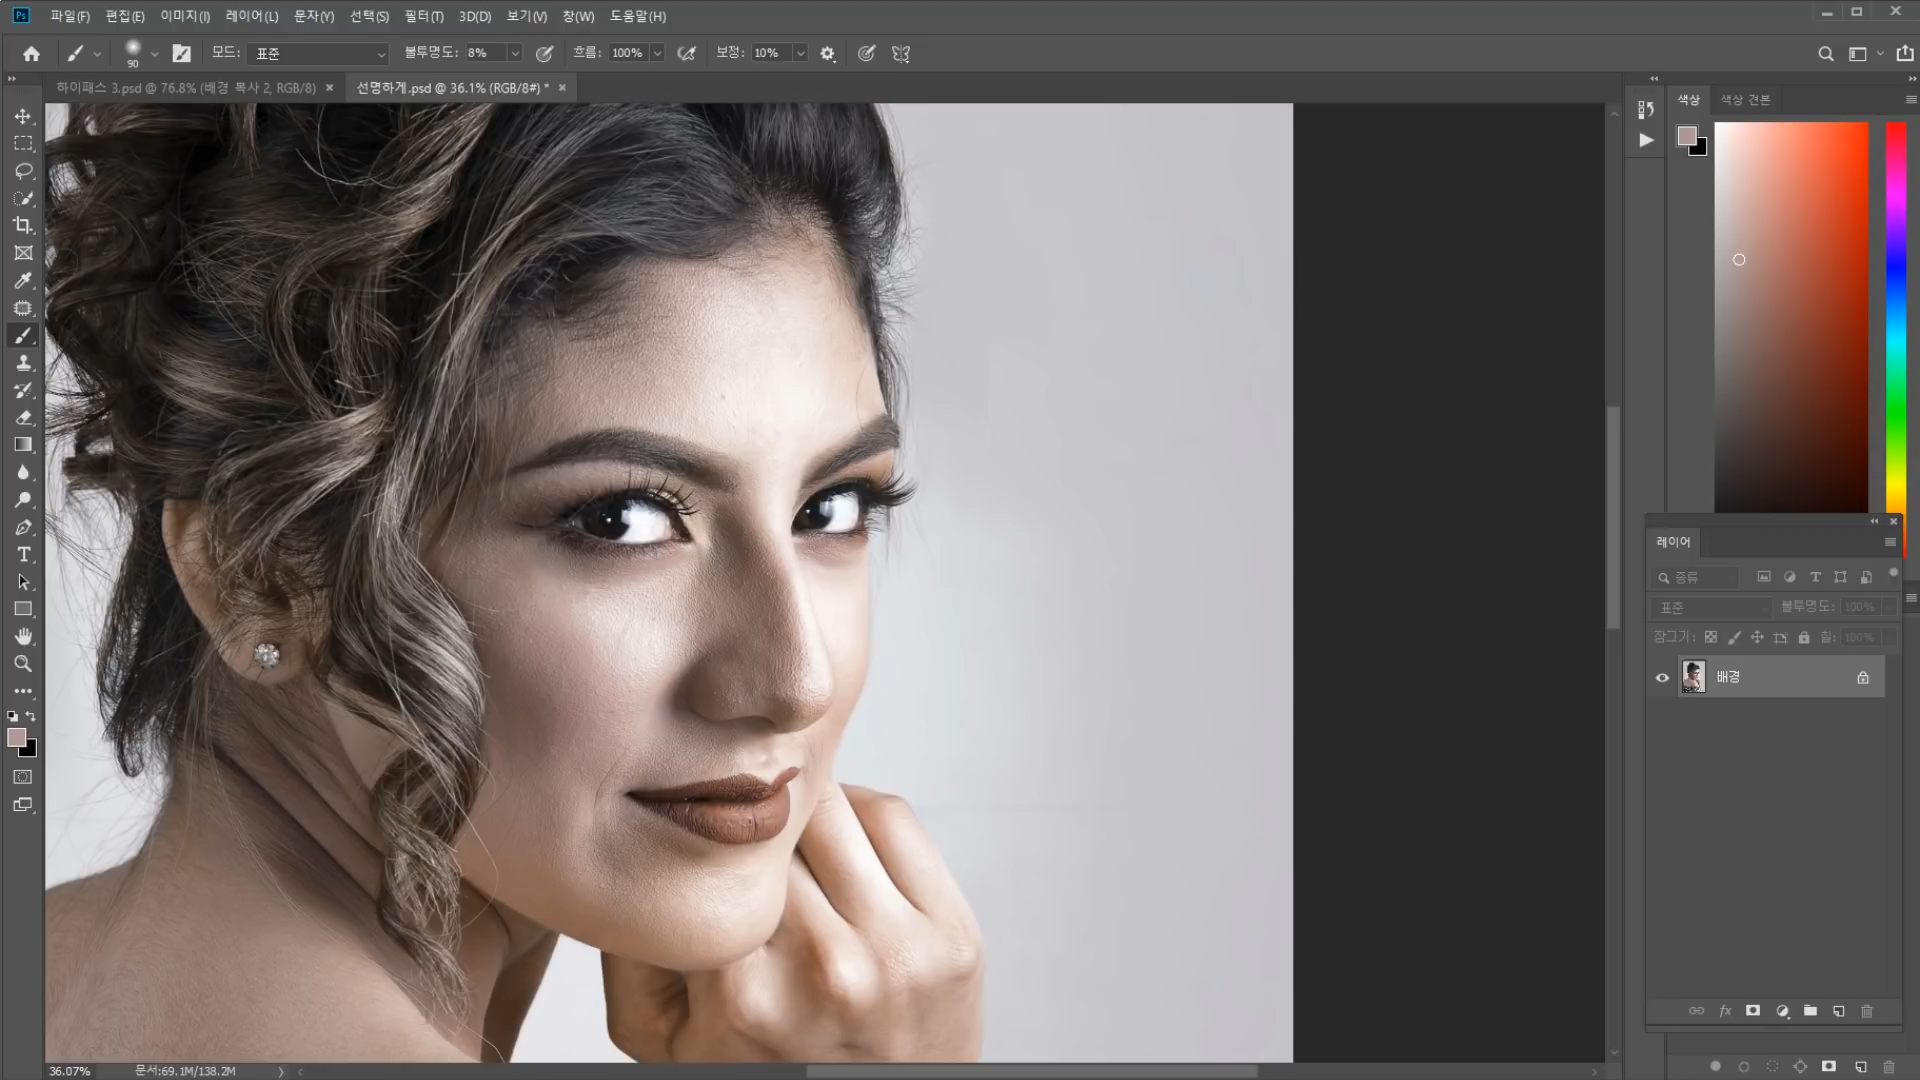 Ps 파일(F) 편집(E) 이미지(I) 레이어(L) 문자(Y) 선택(S) 필터(T) 3D(D) 보기(V) 창(W) 도움말(H)
90 모드: 표준 불투명도: 8% 흐름: 100% 보정: 10%
하이패스 3.psd @ 76.8% (배경 복사 2, RGB/8) × 선명하게.psd @ 36.1% (RGB/8#) * ×
색상 색상 견본
레이어
종류
표준 불투명도: 100%
잠그기: 칠: 100%
배경
fx
36.07% 문서:69.1M/138.2M